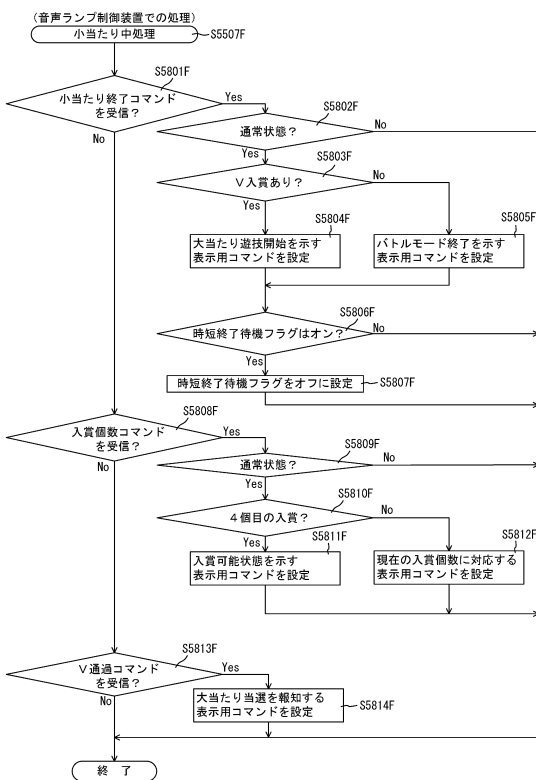 (音声ランプ制御装置での処理)
小当たり中処理
S5507F
S5801F
小当たり終了コマンド
を受信？
Yes
No
S5802F
通常状態？
No
Yes
S5803F
V入賞あり？
No
Yes
S5804F
大当たり遊技開始を示す
表示用コマンドを設定
S5805F
バトルモード終了を示す
表示用コマンドを設定
S5806F
時短終了待機フラグはオン？
No
Yes
時短終了待機フラグをオフに設定
S5807F
S5808F
入賞個数コマンド
を受信？
Yes
No
S5809F
通常状態？
No
Yes
S5810F
4個目の入賞？
No
Yes
S5811F
入賞可能状態を示す
表示用コマンドを設定
S5812F
現在の入賞個数に対応する
表示用コマンドを設定
S5813F
V通過コマンド
を受信？
Yes
No
大当たり当選を報知する
表示用コマンドを設定
S5814F
終了